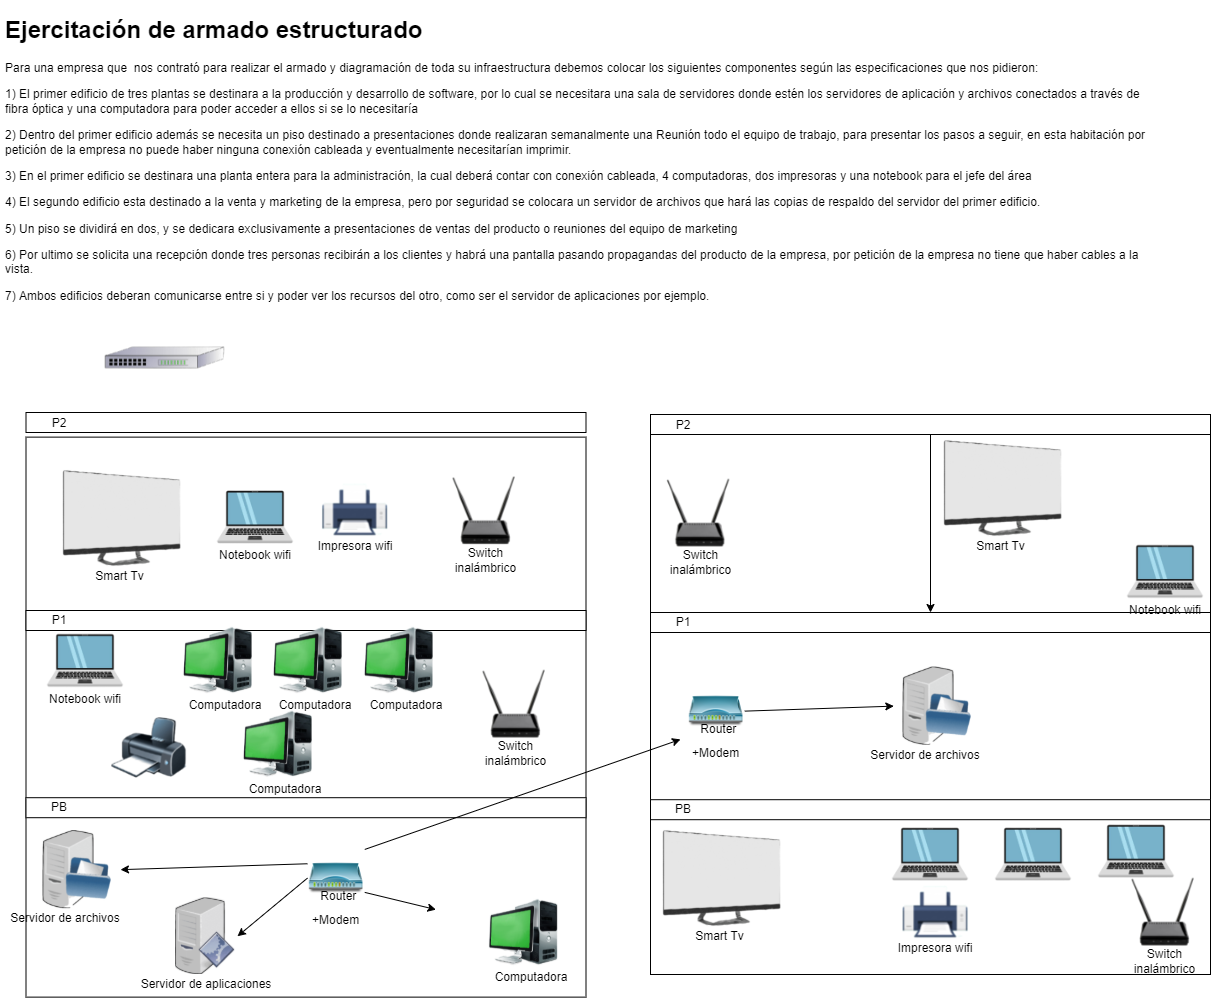 Ejercitación de armado estructurado
Para una empresa que  nos contrató para realizar el armado y diagramación de toda su infraestructura debemos colocar los siguientes componentes según las especificaciones que nos pidieron:
1) El primer edificio de tres plantas se destinara a la producción y desarrollo de software, por lo cual se necesitara una sala de servidores donde estén los servidores de aplicación y archivos conectados a través de
fibra óptica y una computadora para poder acceder a ellos si se lo necesitaría
2) Dentro del primer edificio además se necesita un piso destinado a presentaciones donde realizaran semanalmente una Reunión todo el equipo de trabajo, para presentar los pasos a seguir, en esta habitación por
petición de la empresa no puede haber ninguna conexión cableada y eventualmente necesitarían imprimir.
3) En el primer edificio se destinara una planta entera para la administración, la cual deberá contar con conexión cableada, 4 computadoras, dos impresoras y una notebook para el jefe del área
4) El segundo edificio esta destinado a la venta y marketing de la empresa, pero por seguridad se colocara un servidor de archivos que hará las copias de respaldo del servidor del primer edificio.
5) Un piso se dividirá en dos, y se dedicara exclusivamente a presentaciones de ventas del producto o reuniones del equipo de marketing
6) Por ultimo se solicita una recepción donde tres personas recibirán a los clientes y habrá una pantalla pasando propagandas del producto de la empresa, por petición de la empresa no tiene que haber cables a la
vista.
7) Ambos edificios deberan comunicarse entre si y poder ver los recursos del otro, como ser el servidor de aplicaciones por ejemplo.
P2
Smart Tv
Notebook wifi
Impresora wifi
Switch
inalámbrico
P1
Notebook wifi
Computadora
Computadora
Computadora
Computadora
Switch
inalámbrico
PB
Servidor de archivos
Servidor de aplicaciones
Router
+Modem
Computadora
P2
Switch
inalámbrico
Smart Tv
Notebook wifi
P1
Router
+Modem
Servidor de archivos
PB
Smart Tv
Impresora wifi
Switch
inalámbrico